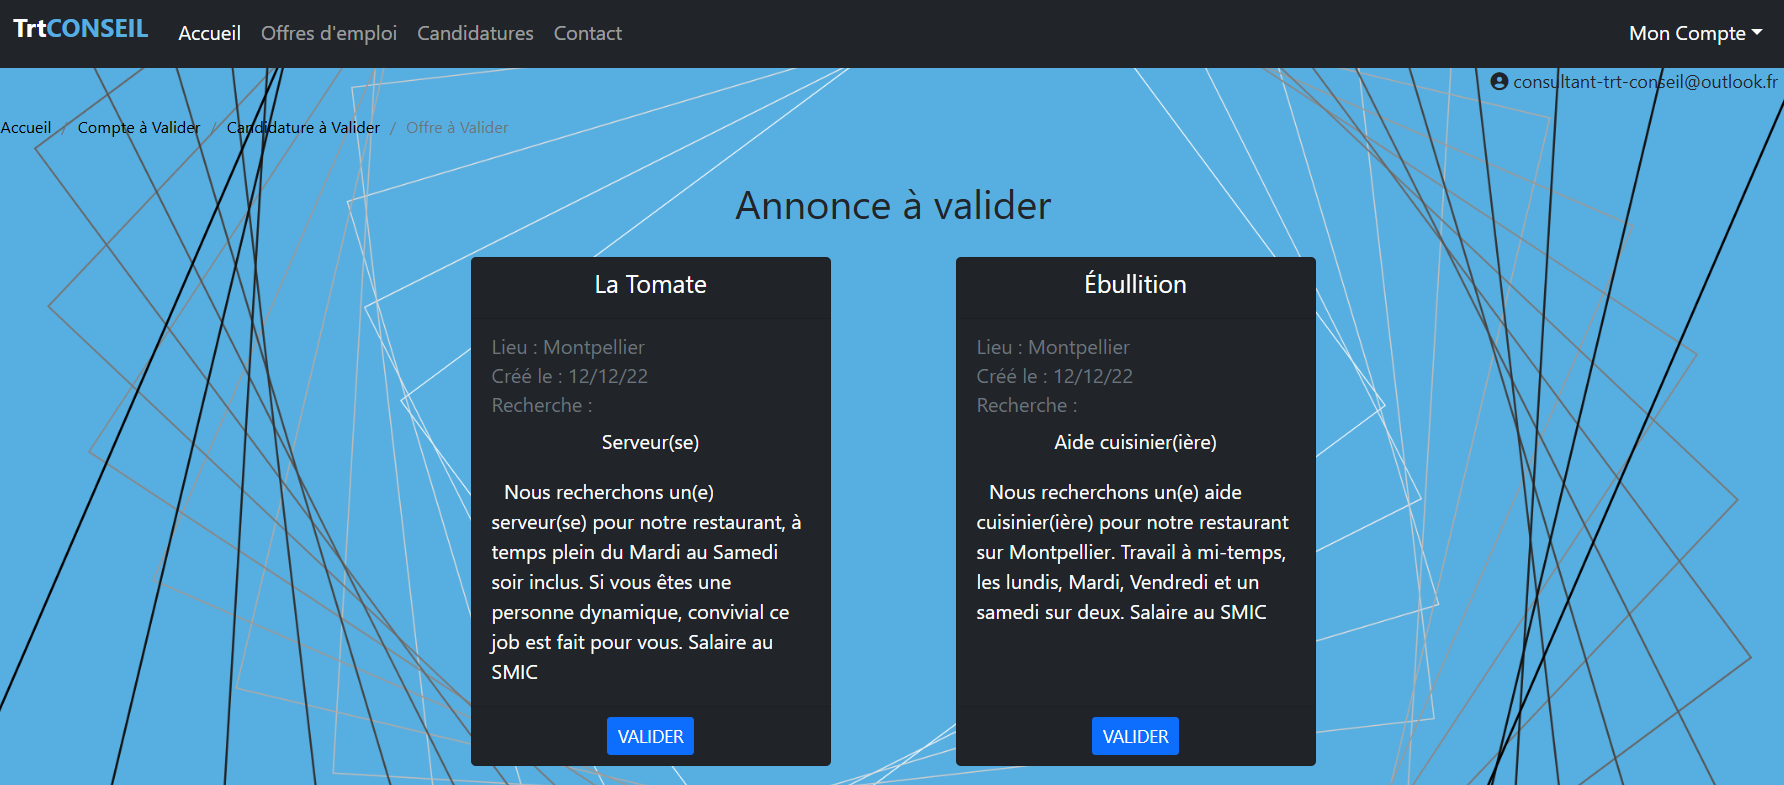 TrtCONSEIL Accueil Offres d'emploi Candidatures Contact Mon Compte
consultant-trt-conseil@outlook.fr
Accueil / Compte à Valider / Candidature à Valider / Offre à Valider
Annonce à valider
La Tomate
Lieu : Montpellier
Créé le : 12/12/22
Recherche :
Serveur(se)
Nous recherchons un(e)
serveur(se) pour notre restaurant, à
temps plein du Mardi au Samedi
soir inclus. Si vous êtes une
personne dynamique, convivial ce
job est fait pour vous. Salaire au
SMIC
VALIDER
Ébullition
Lieu : Montpellier
Créé le : 12/12/22
Recherche :
Aide cuisinier(ière)
Nous recherchons un(e) aide
cuisinier(ière) pour notre restaurant
sur Montpellier. Travail à mi-temps,
les lundis, Mardi, Vendredi et un
samedi sur deux. Salaire au SMIC
VALIDER